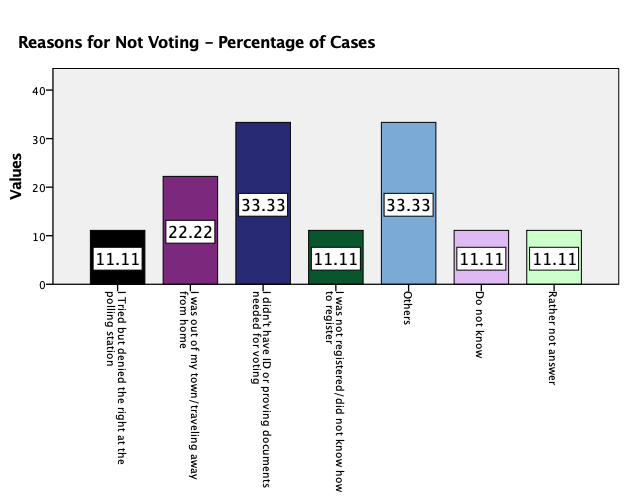 Reasons for Not Voting – Percentage of Cases
Values
40
30
20
10
0
11.11
22.22
33.33
11.11
33.33
11.11
11.11
I Tried but denied the right at the
polling station
I was out of my town/traveling away
from home
I didn't have ID or proving documents
needed for voting
I was not registered/did not know how
to register
Others
Do not know
Rather not answer